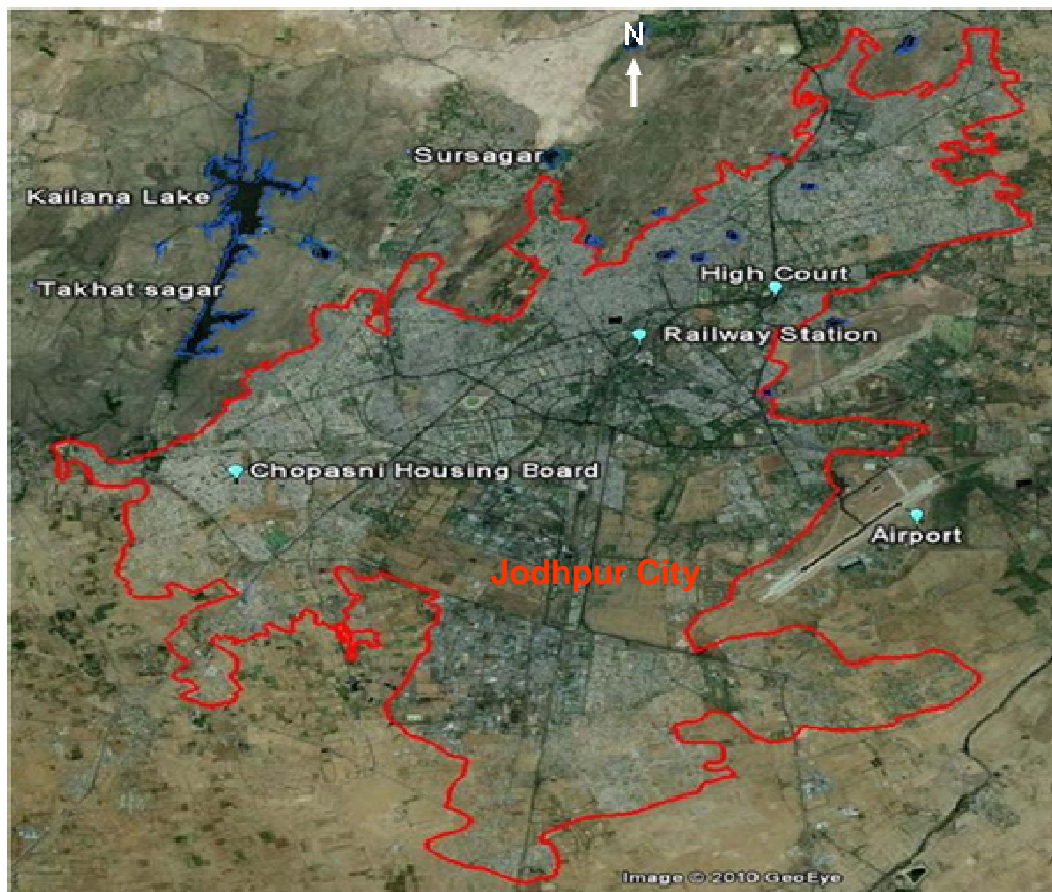 N
Sursagar
Kailana Lake
High Court
Takhat sagar
Railway Station
Chopasni Housing Board
Airport
Jodhpur City
Image © 2010 GeoEye